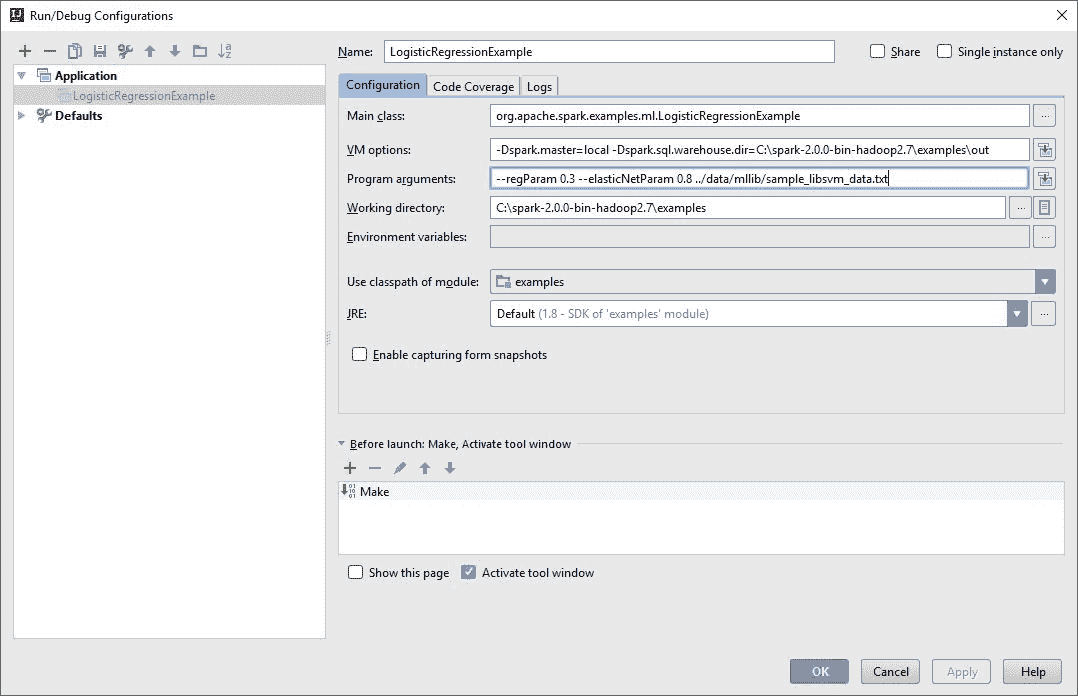 Run/Debug Configurations
Application
LogisticRegressionExample
Defaults
Name: LogisticRegressionExample
Share
Single instance only
Configuration
Code Coverage
Logs
Main class: org.apache.spark.examples.ml.LogisticRegressionExample
VM options: -Dspark.master=local -Dspark.sql.warehouse.dir=C:\spark-2.0.0-bin-hadoop2.7\examples\out
Program arguments: --regParam 0.3 --elasticNetParam 0.8 ../data/mllib/sample_libsvm_data.txt
Working directory: C:\spark-2.0.0-bin-hadoop2.7\examples
Environment variables:
Use classpath of module: examples
JRE: Default (1.8 - SDK of 'examples' module)
Enable capturing form snapshots
Before launch: Make, Activate tool window
Make
Show this page
Activate tool window
OK
Cancel
Apply
Help